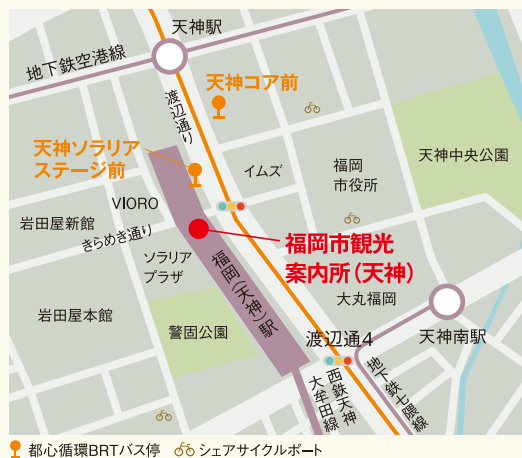 天神駅
地下鉄空港線
天神コア前
渡辺通り
天神ソラリア
ステージ前
イムズ
福岡
市役所
天神中央公園
VIORO
岩田屋新館
きらめき通り
ソラリア
プラザ
福岡(天神)駅
福岡市観光
案内所(天神)
大丸福岡
岩田屋本館
警固公園
渡辺通4
天神南駅
西鉄天神
大牟田線
地下鉄七隈線
都心循環BRTバス停
シェアサイクルポート